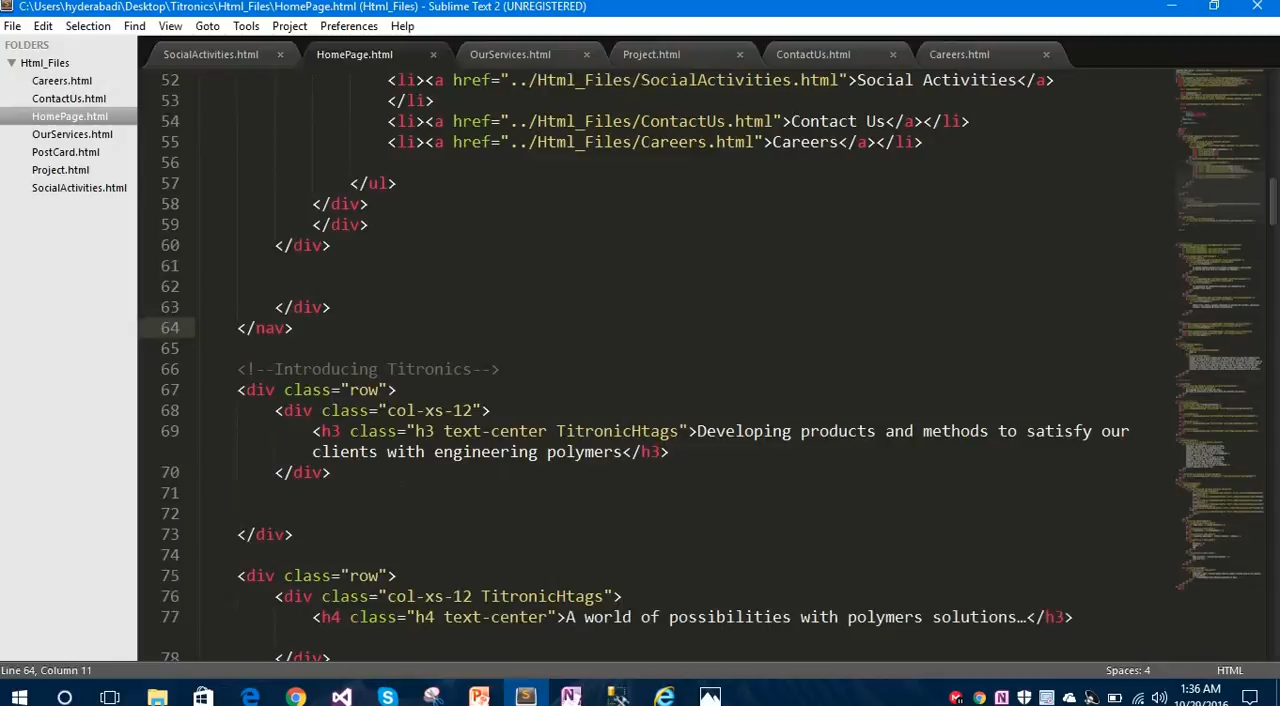 C:\Users\hyderabadi\Desktop\Titronics\Html_Files\HomePage.html (Html_Files) - Sublime Text 2 (UNREGISTERED)
File Edit Selection View Goto Tools Project Preferences Help
FOLDERS
Html_Files
Careers.html
ContactUs.html
HomePage.html
OurServices.html
PostCard.html
Project.html
SocialActivities.html
SocialActivities.html × HomePage.html × OurServices.html × Project.html × ContactUs.html × Careers.html ×
52 <li><a href="../Html_Files/SocialActivities.html">Social Activities</a>
53 </li>
54 <li><a href="../Html_Files/ContactUs.html">Contact Us</a></li>
55 <li><a href="../Html_Files/Careers.html">Careers</a></li>
56
57 </ul>
58 </div>
59 </div>
60 </div>
61
62
63 </div>
64 </nav>
65
66 <!--Introducing Titronics-->
67 <div class="row">
68 <div class="col-xs-12">
69 <h3 class="h3 text-center TitronicHtags">Developing products and methods to satisfy our
clients with engineering polymers</h3>
70 </div>
71
72
73 </div>
74
75 <div class="row">
76 <div class="col-xs-12 TitronicHtags">
77 <h4 class="h4 text-center">A world of possibilities with polymers solutions…</h3>
78 </div>
Line 64, Column 11
Spaces: 4
HTML
1:36 AM
10/29/2016